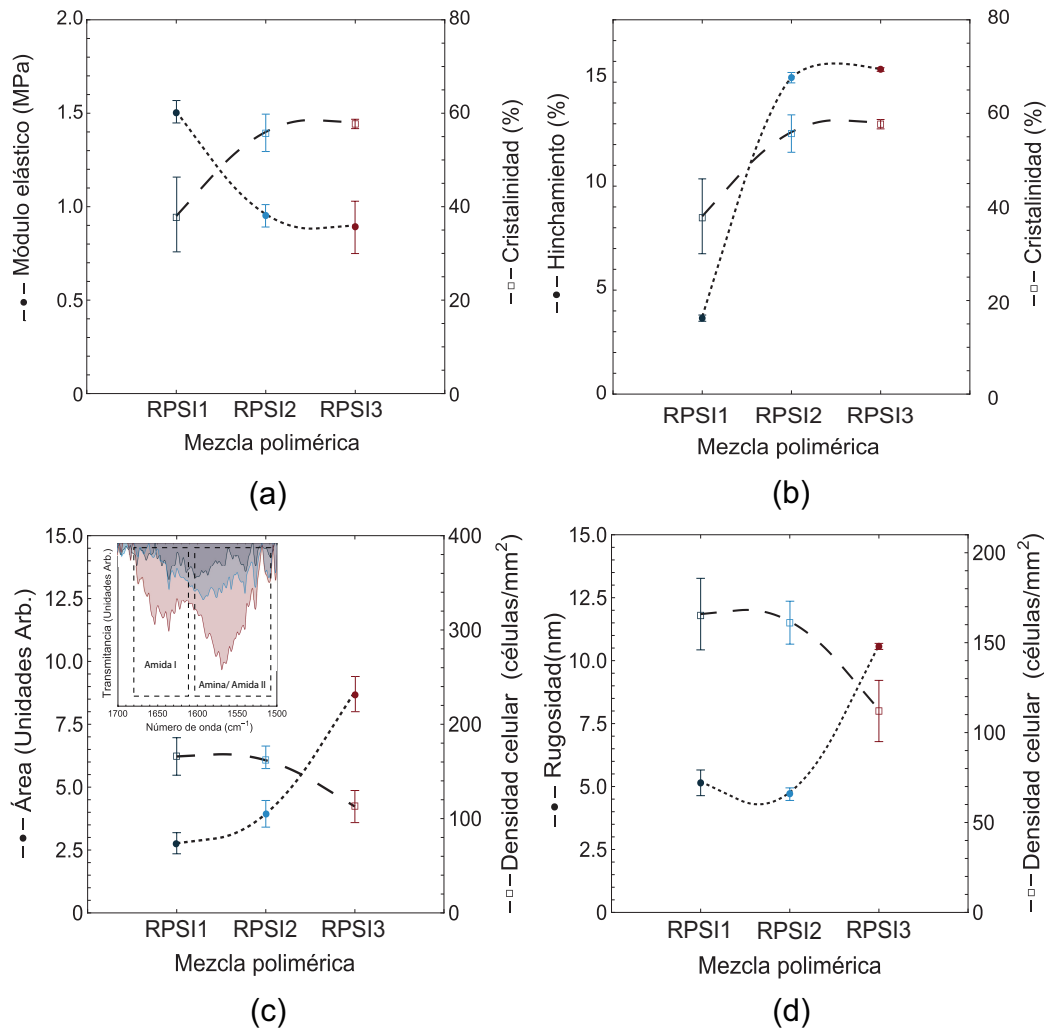 2.0
1.5
1.0
0.5
0
80
60
40
20
0
Módulo elástico (MPa)
Cristalinidad (%)
RPSI1 RPSI2 RPSI3
Mezcla polimérica
(a)
15
10
5
0
80
60
40
20
0
Hinchamiento (%)
Cristalinidad (%)
RPSI1 RPSI2 RPSI3
Mezcla polimérica
(b)
15.0
12.5
10.0
7.5
5.0
2.5
0
400
300
200
100
0
Área (Unidades Arb.)
Densidad celular (células/mm²)
Transmitancia (Unidades Arb.)
Amida I
Amina/ Amida II
1700 1650 1600 1550 1500
Número de onda (cm⁻¹)
RPSI1 RPSI2 RPSI3
Mezcla polimérica
(c)
15.0
12.5
10.0
7.5
5.0
2.5
0
200
150
100
50
0
Rugosidad(nm)
Densidad celular (células/mm²)
RPSI1 RPSI2 RPSI3
Mezcla polimérica
(d)